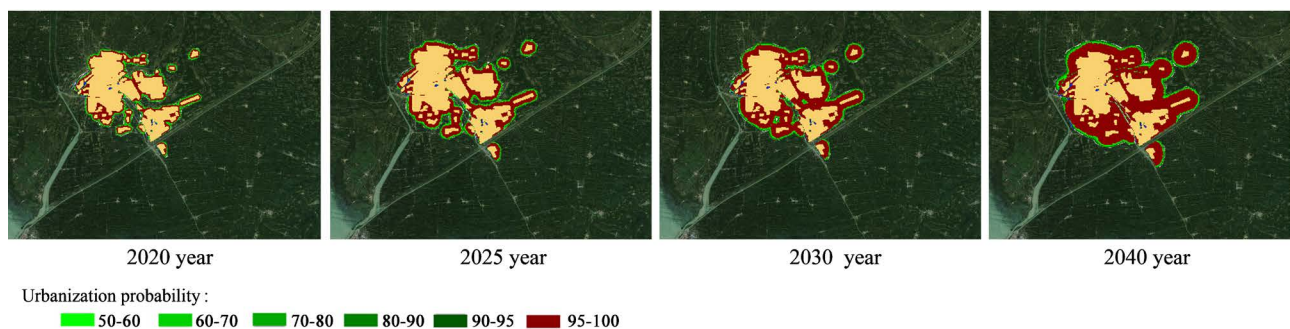 2020 year
2025 year
2030 year
2040 year
Urbanization probability :
50-60 60-70 70-80 80-90 90-95 95-100